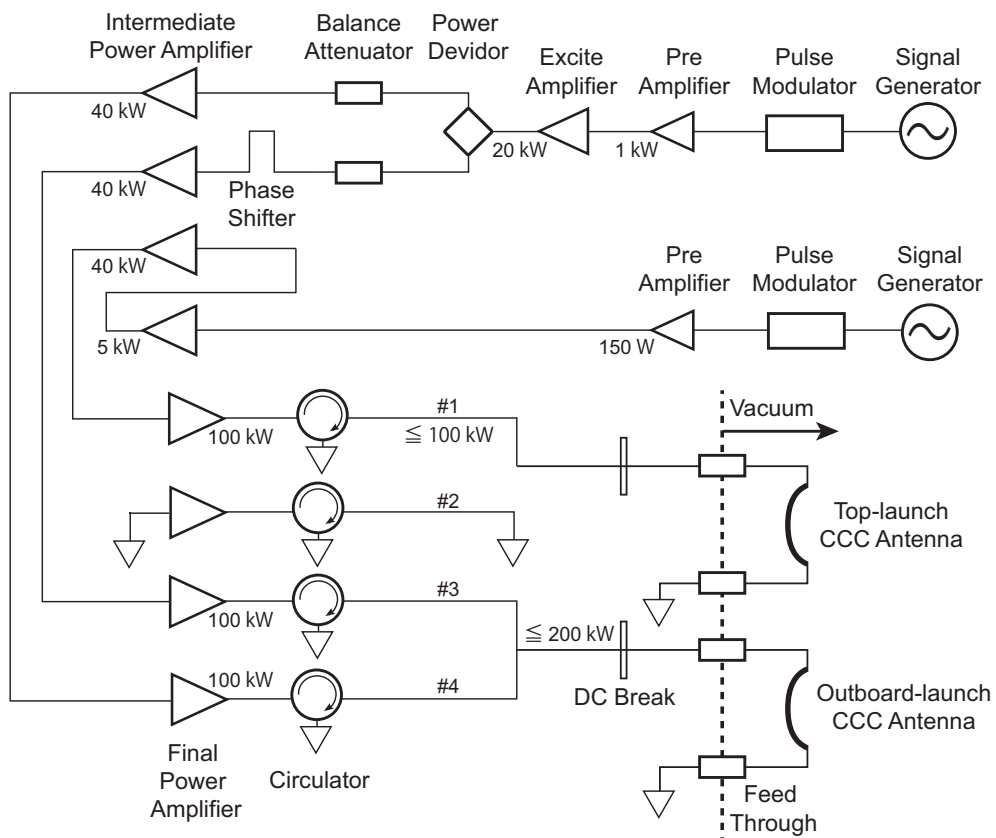 Intermediate
Power Amplifier
Balance
Attenuator
Power
Devidor
Excite
Amplifier
Pre
Amplifier
Pulse
Modulator
Signal
Generator
40 kW
20 kW
1 kW
40 kW
Phase
Shifter
40 kW
Pre
Amplifier
Pulse
Modulator
Signal
Generator
5 kW
150 W
#1
≦ 100 kW
100 kW
Vacuum
#2
Top-launch
CCC Antenna
#3
100 kW
≦ 200 kW
100 kW
#4
DC Break
Outboard-launch
CCC Antenna
Final
Power
Amplifier
Circulator
Feed
Through